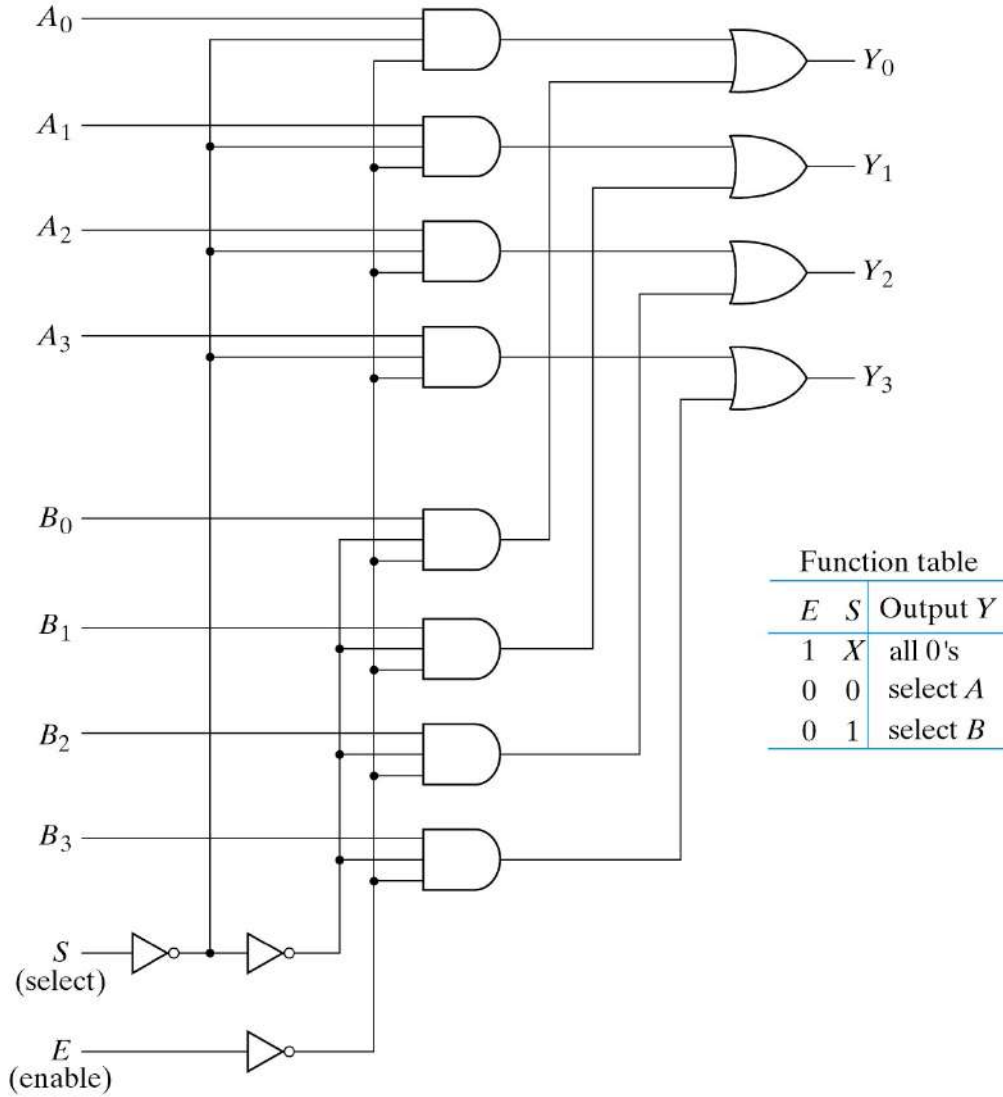 A₀
Y₀
A₁
Y₁
A₂
Y₂
A₃
Y₃
B₀
B₁
B₂
B₃
S
(select)
E
(enable)
Function table
E S Output Y
1 X all 0's
0 0 select A
0 1 select B